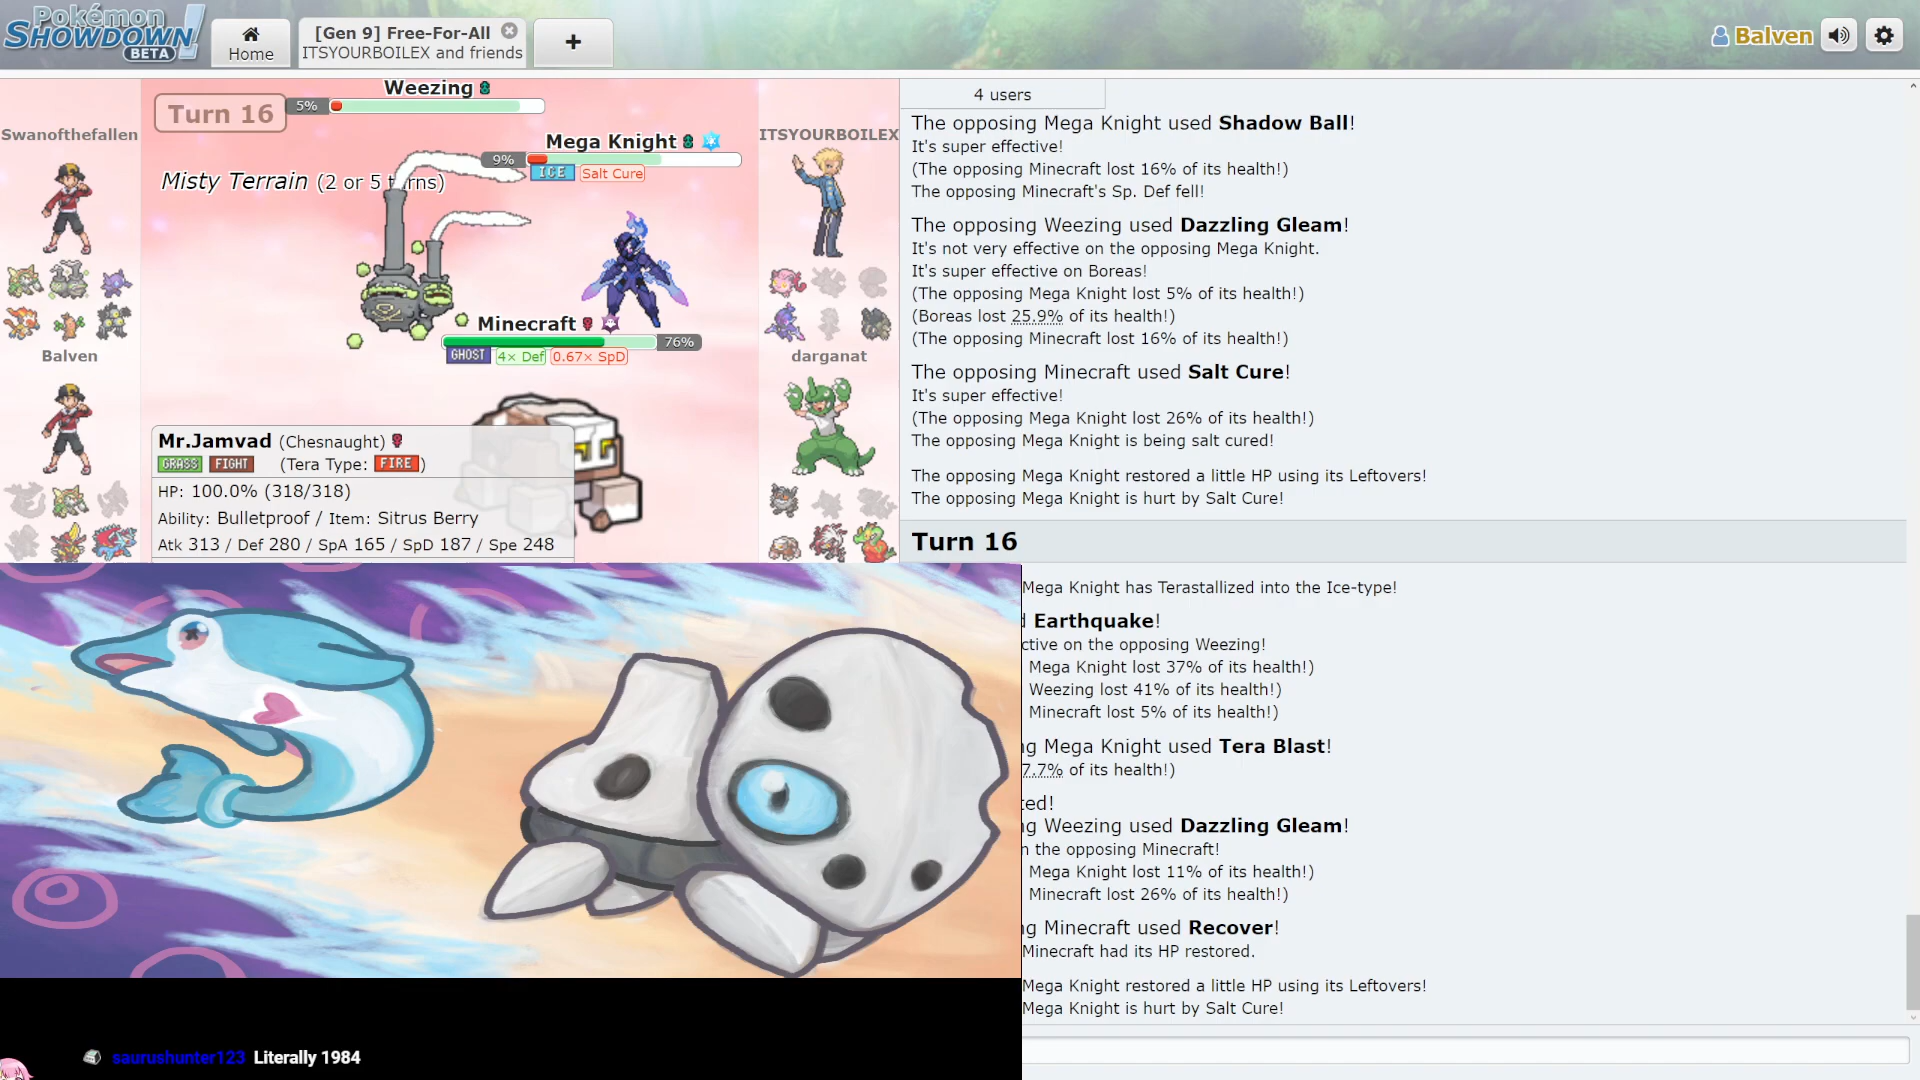 Pokémon
SHOWDOWN!
BETA
Home
[Gen 9] Free-For-All
ITSYOURBOILEX and friends
+
Balven
Turn 16
Weezing
5%
Mega Knight
9%
ICE
Salt Cure
Misty Terrain (2 or 5 turns)
Minecraft
76%
GHOST
4× Def
0.67× SpD
Swanofthefallen
Balven
ITSYOURBOILEX
darganat
Mr.Jamvad (Chesnaught)
GRASS FIGHT (Tera Type: FIRE)
HP: 100.0% (318/318)
Ability: Bulletproof / Item: Sitrus Berry
Atk 313 / Def 280 / SpA 165 / SpD 187 / Spe 248
4 users
The opposing Mega Knight used Shadow Ball!
It's super effective!
(The opposing Minecraft lost 16% of its health!)
The opposing Minecraft's Sp. Def fell!
The opposing Weezing used Dazzling Gleam!
It's not very effective on the opposing Mega Knight.
It's super effective on Boreas!
(The opposing Mega Knight lost 5% of its health!)
(Boreas lost 25.9% of its health!)
(The opposing Minecraft lost 16% of its health!)
The opposing Minecraft used Salt Cure!
It's super effective!
(The opposing Mega Knight lost 26% of its health!)
The opposing Mega Knight is being salt cured!
The opposing Mega Knight restored a little HP using its Leftovers!
The opposing Mega Knight is hurt by Salt Cure!
Turn 16
Mega Knight has Terastallized into the Ice-type!
d Earthquake!
ctive on the opposing Weezing!
Mega Knight lost 37% of its health!)
Weezing lost 41% of its health!)
Minecraft lost 5% of its health!)
ng Mega Knight used Tera Blast!
7.7% of its health!)
ted!
ng Weezing used Dazzling Gleam!
n the opposing Minecraft!
Mega Knight lost 11% of its health!)
Minecraft lost 26% of its health!)
ng Minecraft used Recover!
Minecraft had its HP restored.
Mega Knight restored a little HP using its Leftovers!
Mega Knight is hurt by Salt Cure!
saurushunter123 Literally 1984